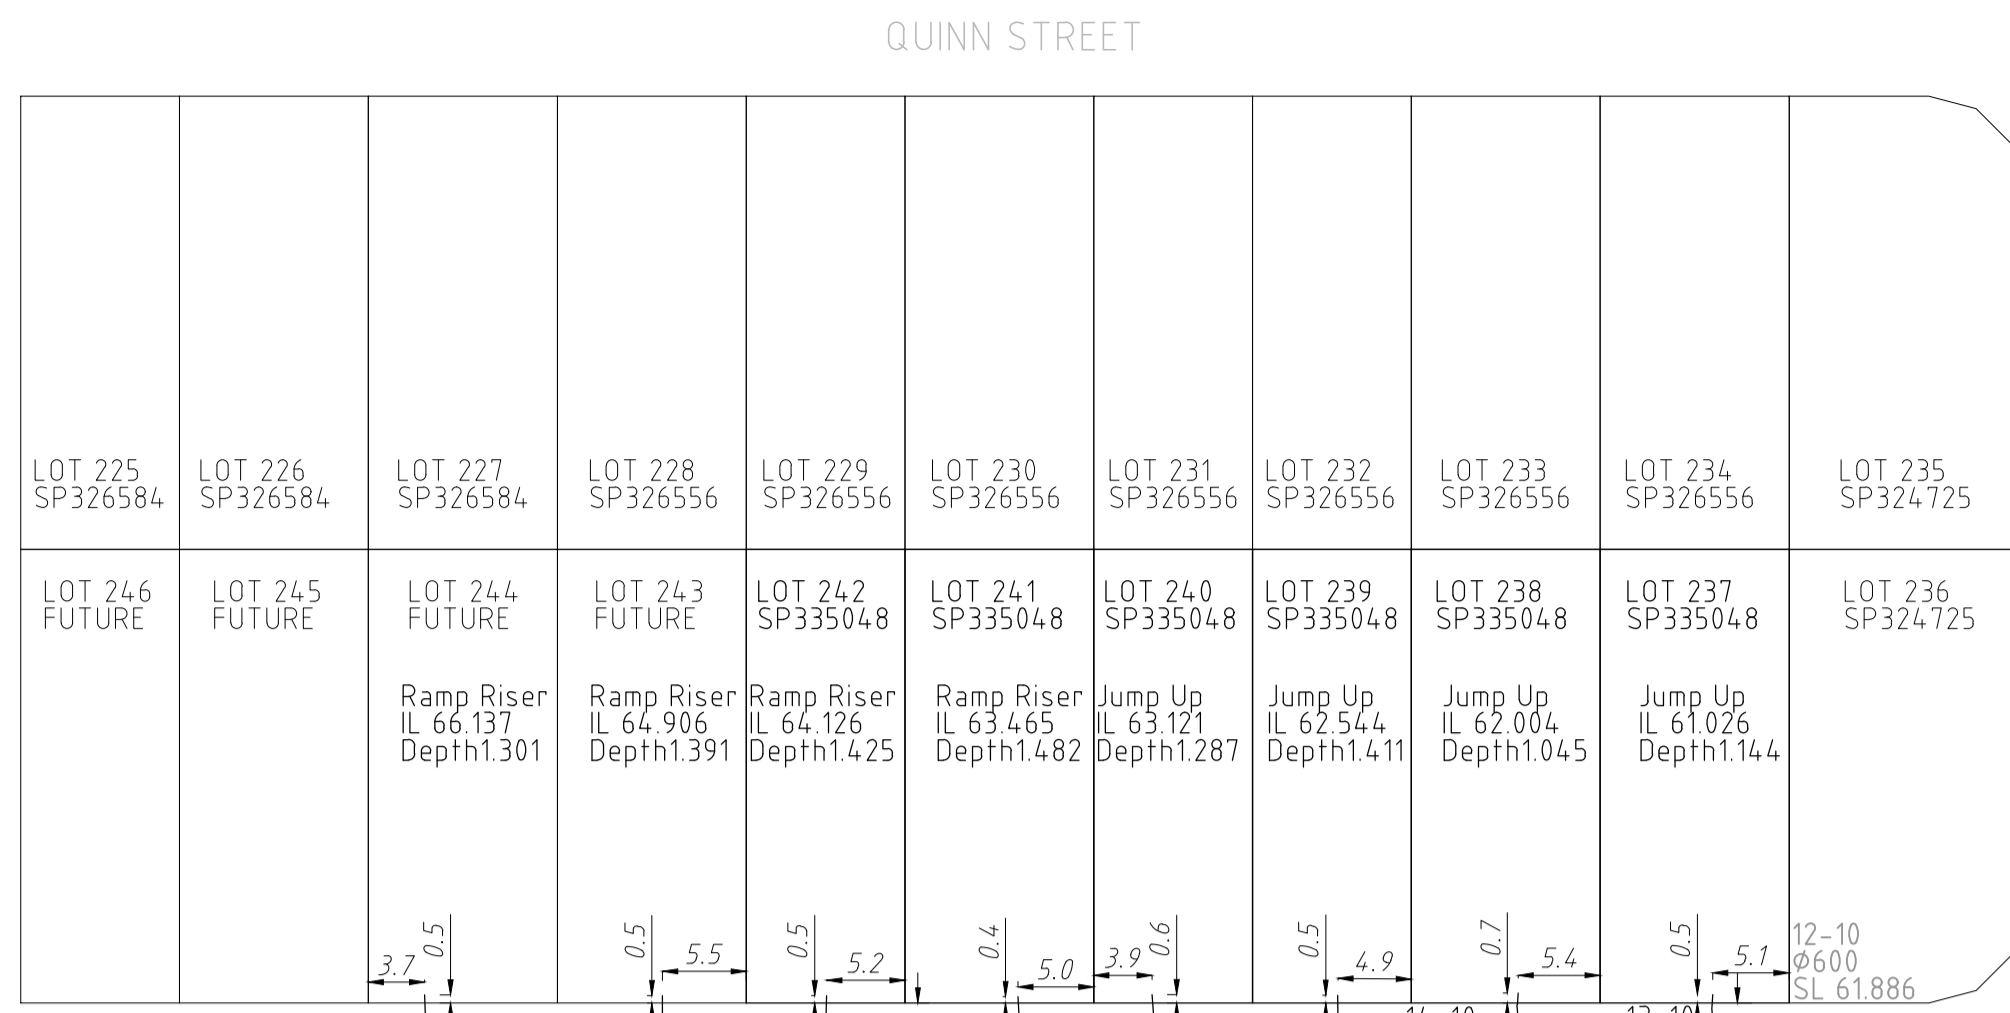 QUINN STREET
LOT 225
SP326584
LOT 226
SP326584
LOT 227
SP326584
LOT 228
SP326556
LOT 229
SP326556
LOT 230
SP326556
LOT 231
SP326556
LOT 232
SP326556
LOT 233
SP326556
LOT 234
SP326556
LOT 235
SP324725
LOT 246
FUTURE
LOT 245
FUTURE
LOT 244
FUTURE
Ramp Riser
IL 66.137
Depth1.301
LOT 243
FUTURE
Ramp Riser
IL 64.906
Depth1.391
LOT 242
SP335048
Ramp Riser
IL 64.126
Depth1.425
LOT 241
SP335048
Ramp Riser
IL 63.465
Depth1.482
LOT 240
SP335048
Jump Up
IL 63.121
Depth1.287
LOT 239
SP335048
Jump Up
IL 62.544
Depth1.411
LOT 238
SP335048
Jump Up
IL 62.004
Depth1.045
LOT 237
SP335048
Jump Up
IL 61.026
Depth1.144
LOT 236
SP324725
3.7
0.5
0.5
5.5
0.5
5.2
0.4
5.0
3.9
0.6
0.5
4.9
0.7
5.4
0.5
5.1
12-10
Ø600
SL 61.886